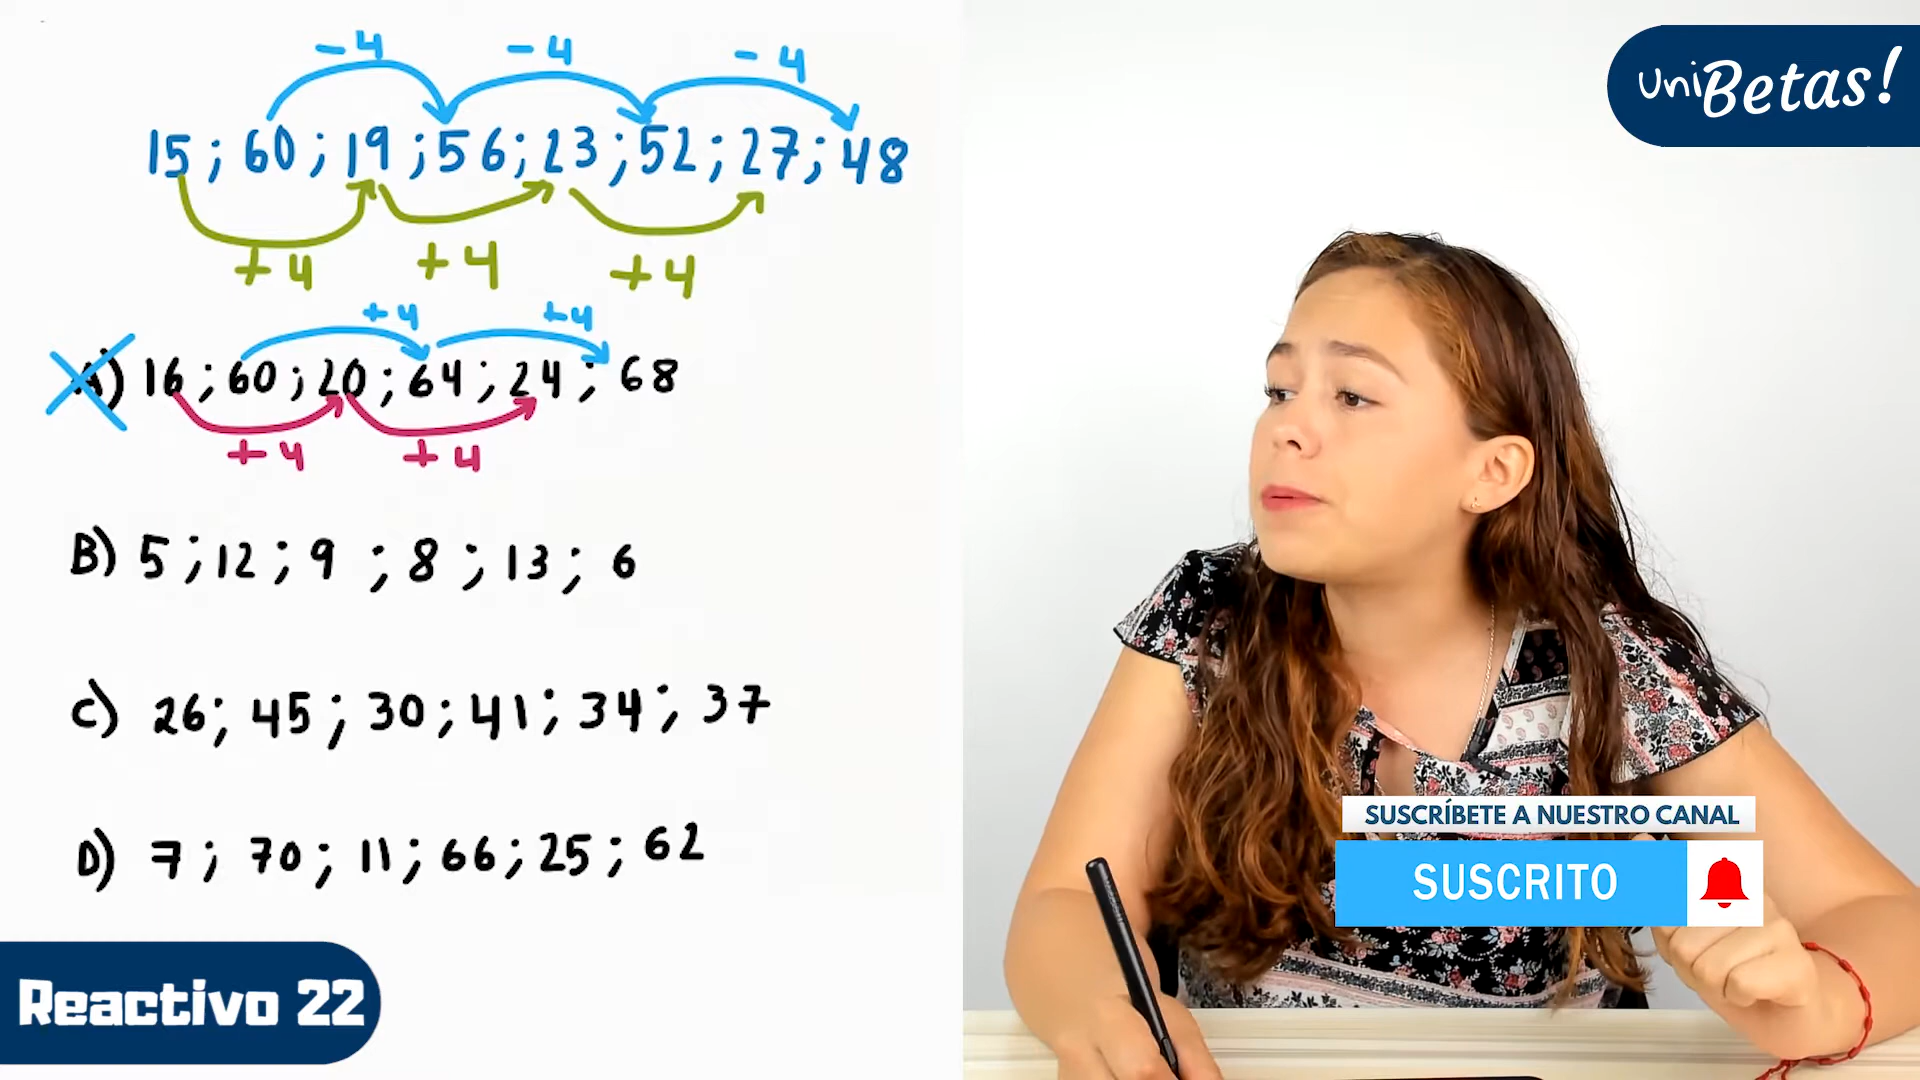 -4 -4 -4
15; 60; 19; 56; 23; 52; 27; 48
+4 +4 +4
+4 +4
A) 16; 60; 20; 64; 24; 68
+4 +4
B) 5; 12; 9; 8; 13; 6
C) 26; 45; 30; 41; 34; 37
D) 7; 70; 11; 66; 25; 62
Reactivo 22
uniBetas!
SUSCRÍBETE A NUESTRO CANAL
SUSCRITO